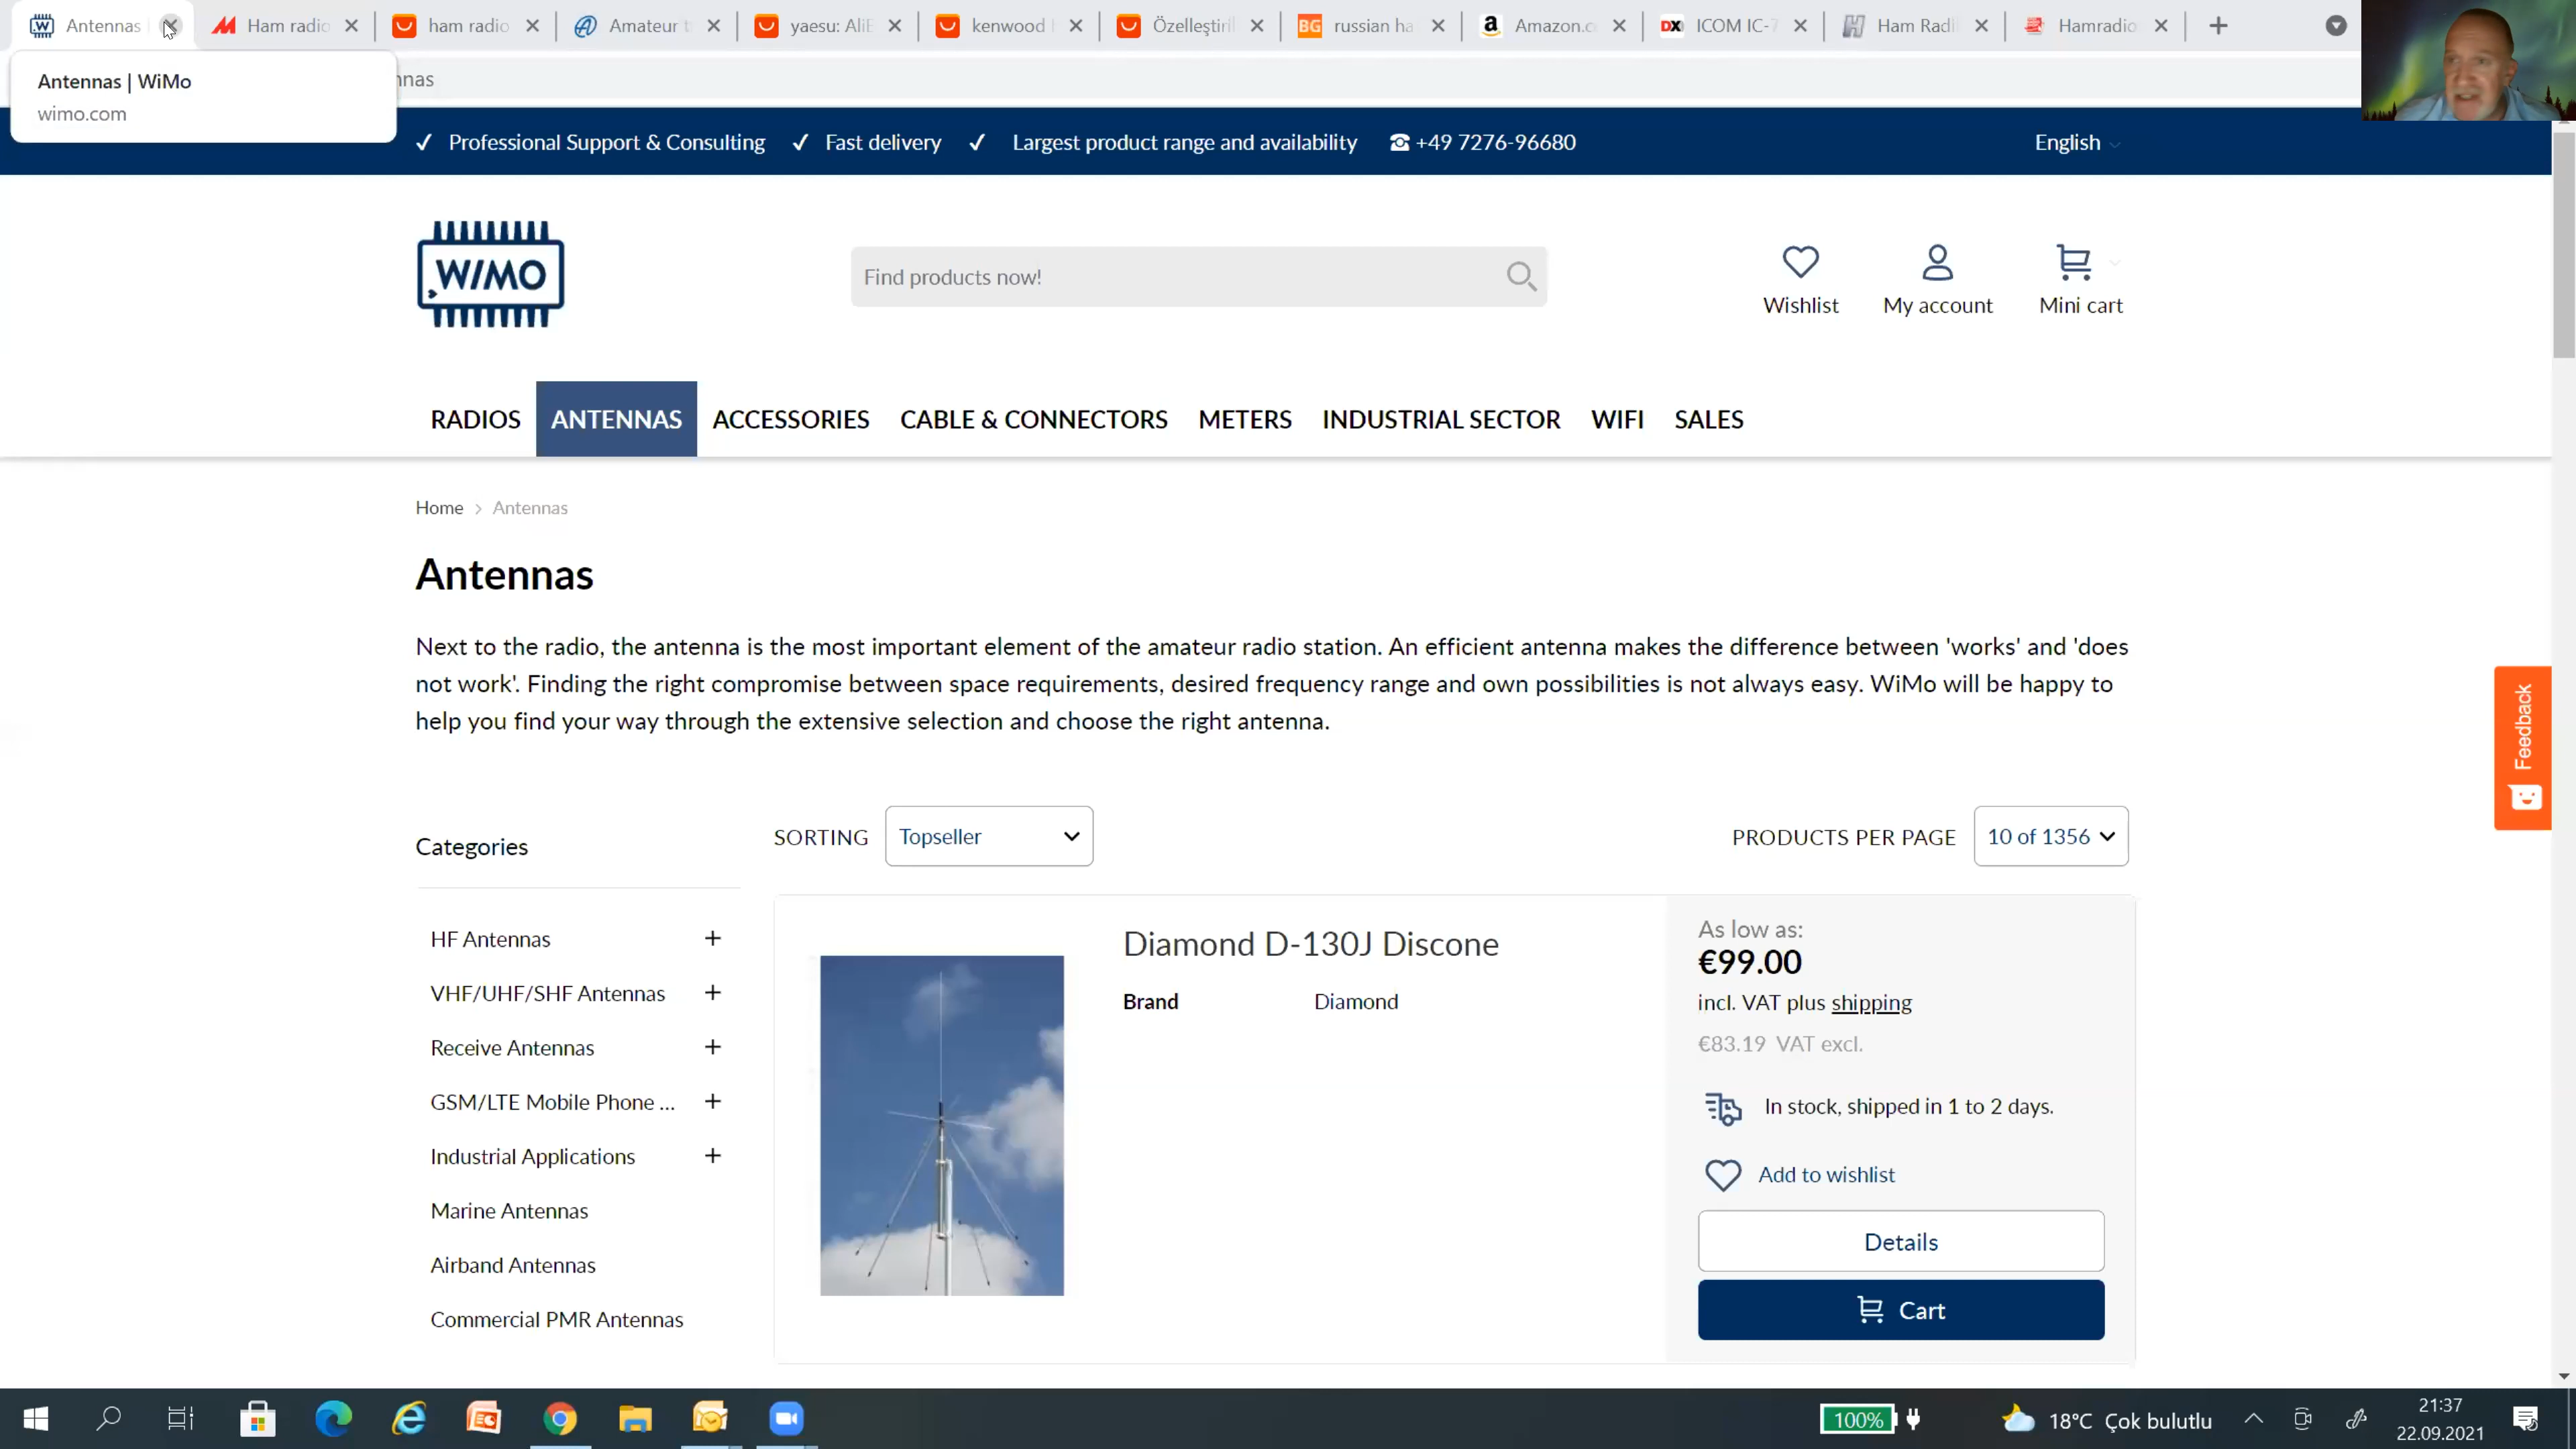 Antennas
Ham radio
ham radio
Amateur t
yaesu: AliE
kenwood
Özelleştiril
BG russian ha
Amazon.c
DX ICOM IC-7
Ham Radi
Hamradio
Antennas | WiMo
wimo.com
nnas
Professional Support & Consulting
Fast delivery
Largest product range and availability
+49 7276-96680
English
WiMO
Find products now!
Wishlist
My account
Mini cart
RADIOS
ANTENNAS
ACCESSORIES
CABLE & CONNECTORS
METERS
INDUSTRIAL SECTOR
WIFI
SALES
Home > Antennas
Antennas
Next to the radio, the antenna is the most important element of the amateur radio station. An efficient antenna makes the difference between 'works' and 'does
not work'. Finding the right compromise between space requirements, desired frequency range and own possibilities is not always easy. WiMo will be happy to
help you find your way through the extensive selection and choose the right antenna.
Feedback
Categories
SORTING
Topseller
PRODUCTS PER PAGE
10 of 1356
HF Antennas +
VHF/UHF/SHF Antennas +
Receive Antennas +
GSM/LTE Mobile Phone ... +
Industrial Applications +
Marine Antennas
Airband Antennas
Commercial PMR Antennas
Diamond D-130J Discone
Brand Diamond
As low as:
€99.00
incl. VAT plus shipping
€83.19 VAT excl.
In stock, shipped in 1 to 2 days.
Add to wishlist
Details
Cart
100%
18°C Çok bulutlu
21:37
22.09.2021